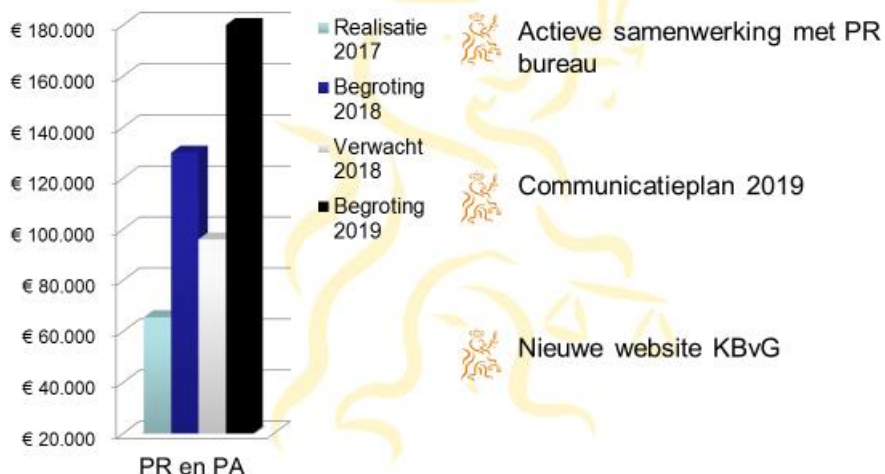 € 180.000
€ 160.000
€ 140.000
€ 120.000
€ 100.000
€ 80.000
€ 60.000
€ 40.000
€ 20.000
PR en PA
Realisatie
2017
Begroting
2018
Verwacht
2018
Begroting
2019
Actieve samenwerking met PR
bureau
Communicatieplan 2019
Nieuwe website KBvG